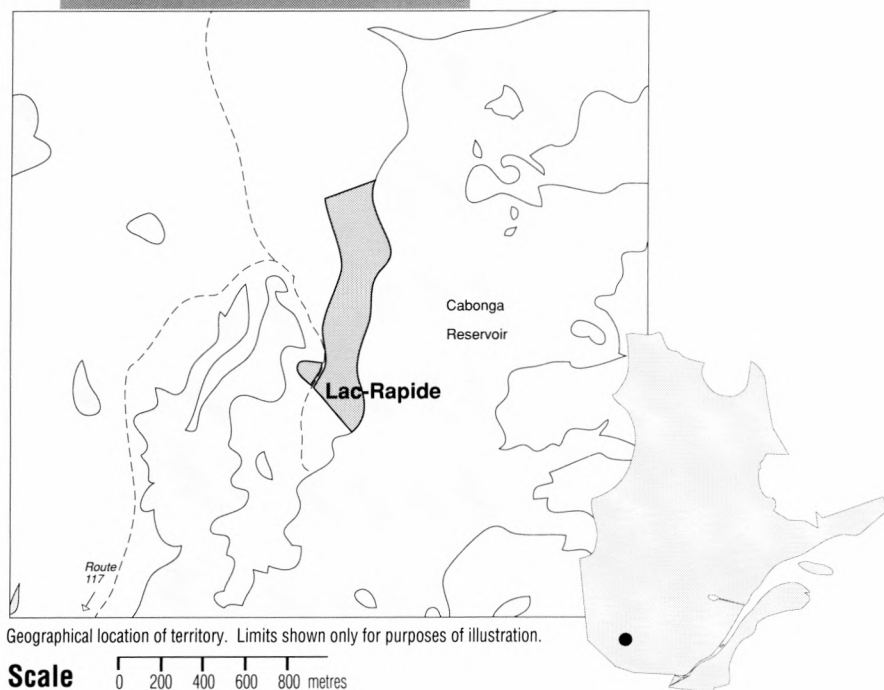 Cabonga
Reservoir
Lac-Rapide
Route
117
Geographical location of territory. Limits shown only for purposes of illustration.
Scale
0 200 400 600 800 metres